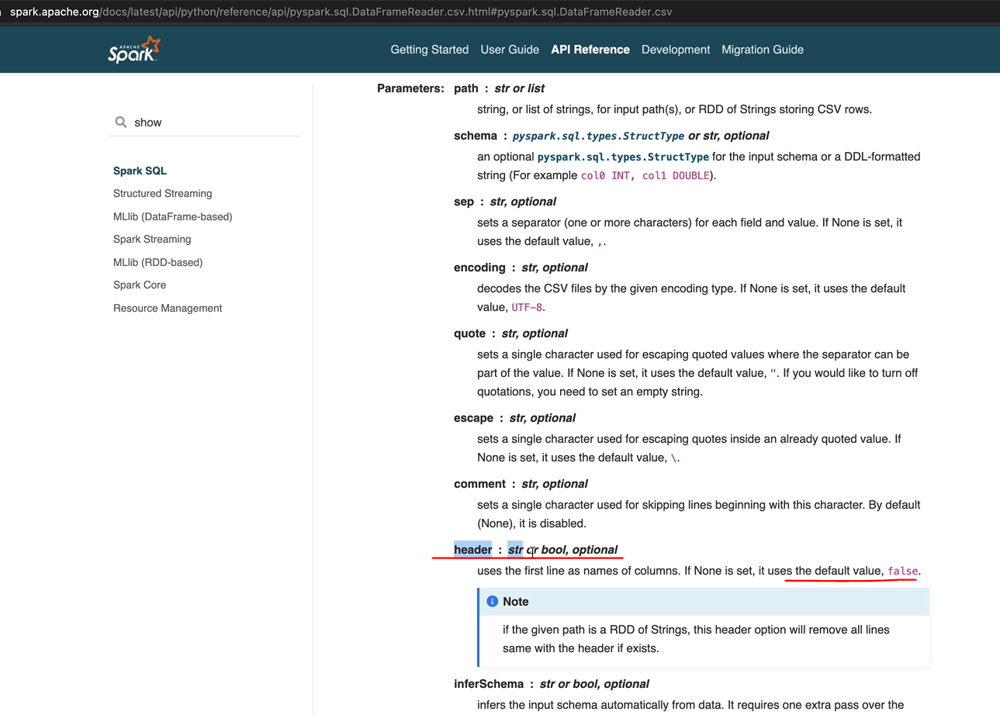 spark.apache.org/docs/latest/api/python/reference/api/pyspark.sql.DataFrameReader.csv.html#pyspark.sql.DataFrameReader.csv
APACHE
Spark
Getting Started User Guide API Reference Development Migration Guide
show
Spark SQL
Structured Streaming
MLlib (DataFrame-based)
Spark Streaming
MLlib (RDD-based)
Spark Core
Resource Management
Parameters: path : str or list
string, or list of strings, for input path(s), or RDD of Strings storing CSV rows.
schema : pyspark.sql.types.StructType or str, optional
an optional pyspark.sql.types.StructType for the input schema or a DDL-formatted
string (For example col0 INT, col1 DOUBLE).
sep : str, optional
sets a separator (one or more characters) for each field and value. If None is set, it
uses the default value, ,.
encoding : str, optional
decodes the CSV files by the given encoding type. If None is set, it uses the default
value, UTF-8.
quote : str, optional
sets a single character used for escaping quoted values where the separator can be
part of the value. If None is set, it uses the default value, ". If you would like to turn off
quotations, you need to set an empty string.
escape : str, optional
sets a single character used for escaping quotes inside an already quoted value. If
None is set, it uses the default value, \.
comment : str, optional
sets a single character used for skipping lines beginning with this character. By default
(None), it is disabled.
header : str or bool, optional
uses the first line as names of columns. If None is set, it uses the default value, false.
Note
if the given path is a RDD of Strings, this header option will remove all lines
same with the header if exists.
inferSchema : str or bool, optional
infers the input schema automatically from data. It requires one extra pass over the